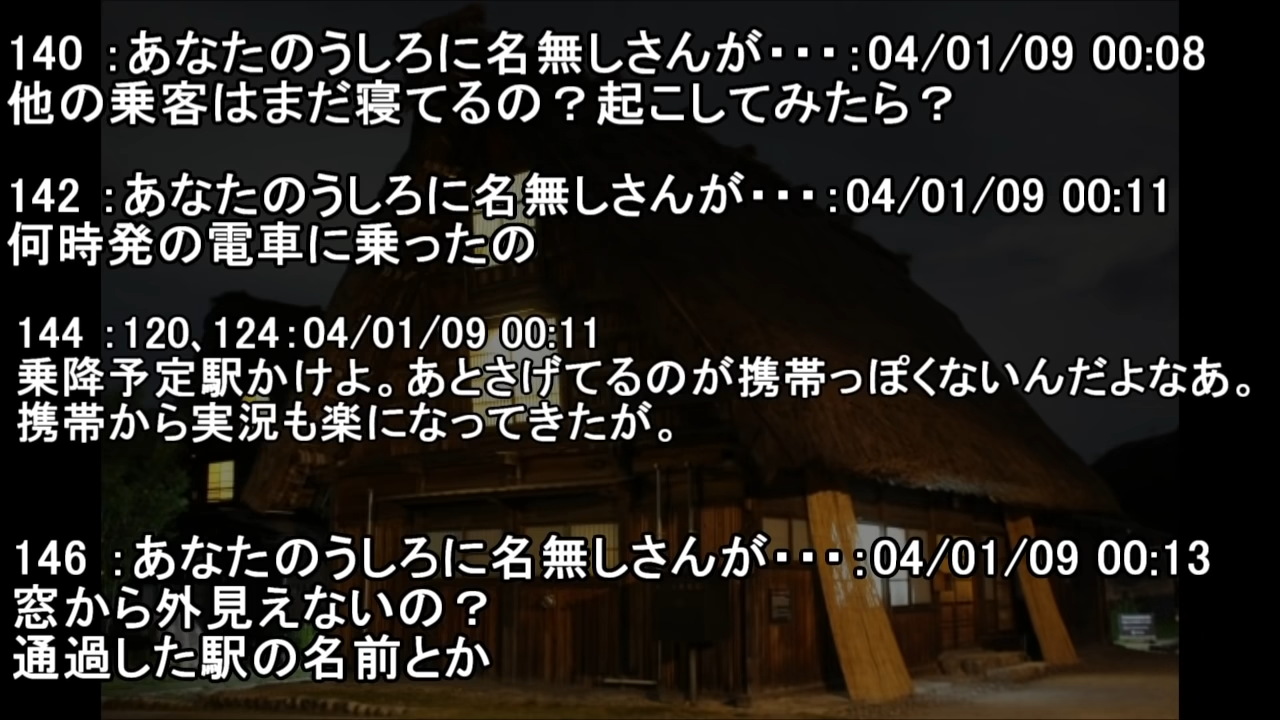 140 :あなたのうしろに名無しさんが・・・:04/01/09 00:08
他の乗客はまだ寝てるの？起こしてみたら？
142 :あなたのうしろに名無しさんが・・・:04/01/09 00:11
何時発の電車に乗ったの
144 :120、124:04/01/09 00:11
乗降予定駅かけよ。あとさげてるのが携帯っぽくないんだよなあ。
携帯から実況も楽になってきたが。
146 :あなたのうしろに名無しさんが・・・:04/01/09 00:13
窓から外見えないの？
通過した駅の名前とか